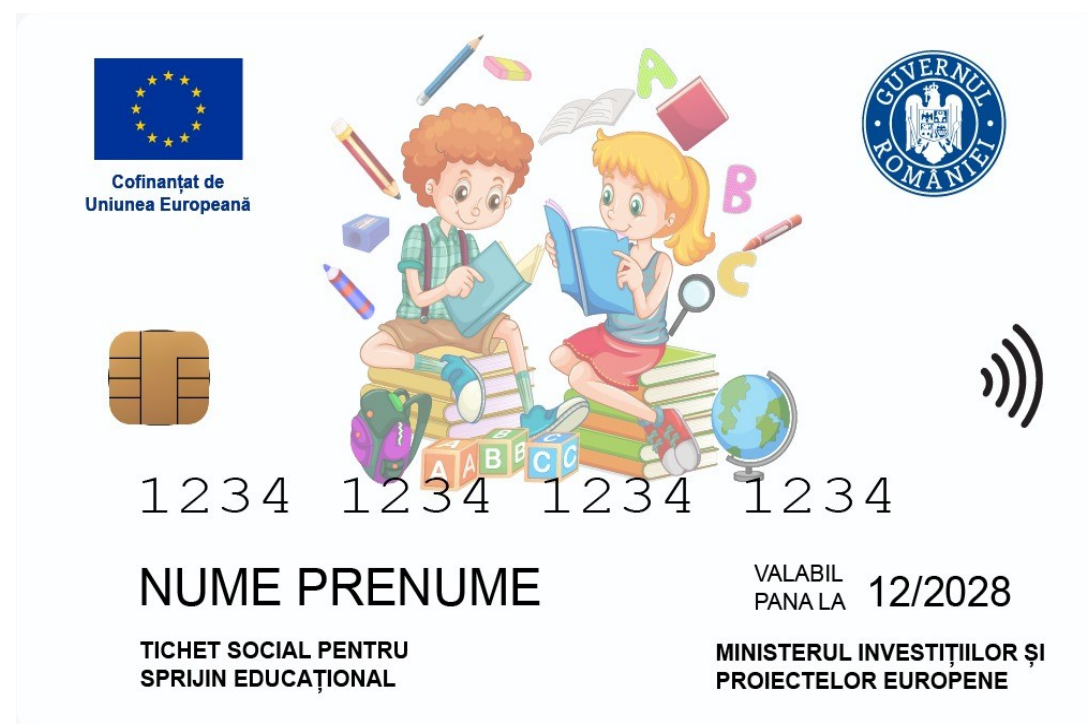 Cofinanțat de
Uniunea Europeană
GUVERNUL
ROMÂNIEI
A
B
C
B B C
A A B B C C
1234 1234 1234 1234
NUME PRENUME
VALABIL
PANA LA 12/2028
TICHET SOCIAL PENTRU
SPRIJIN EDUCAȚIONAL
MINISTERUL INVESTIȚIILOR ȘI
PROIECTELOR EUROPENE